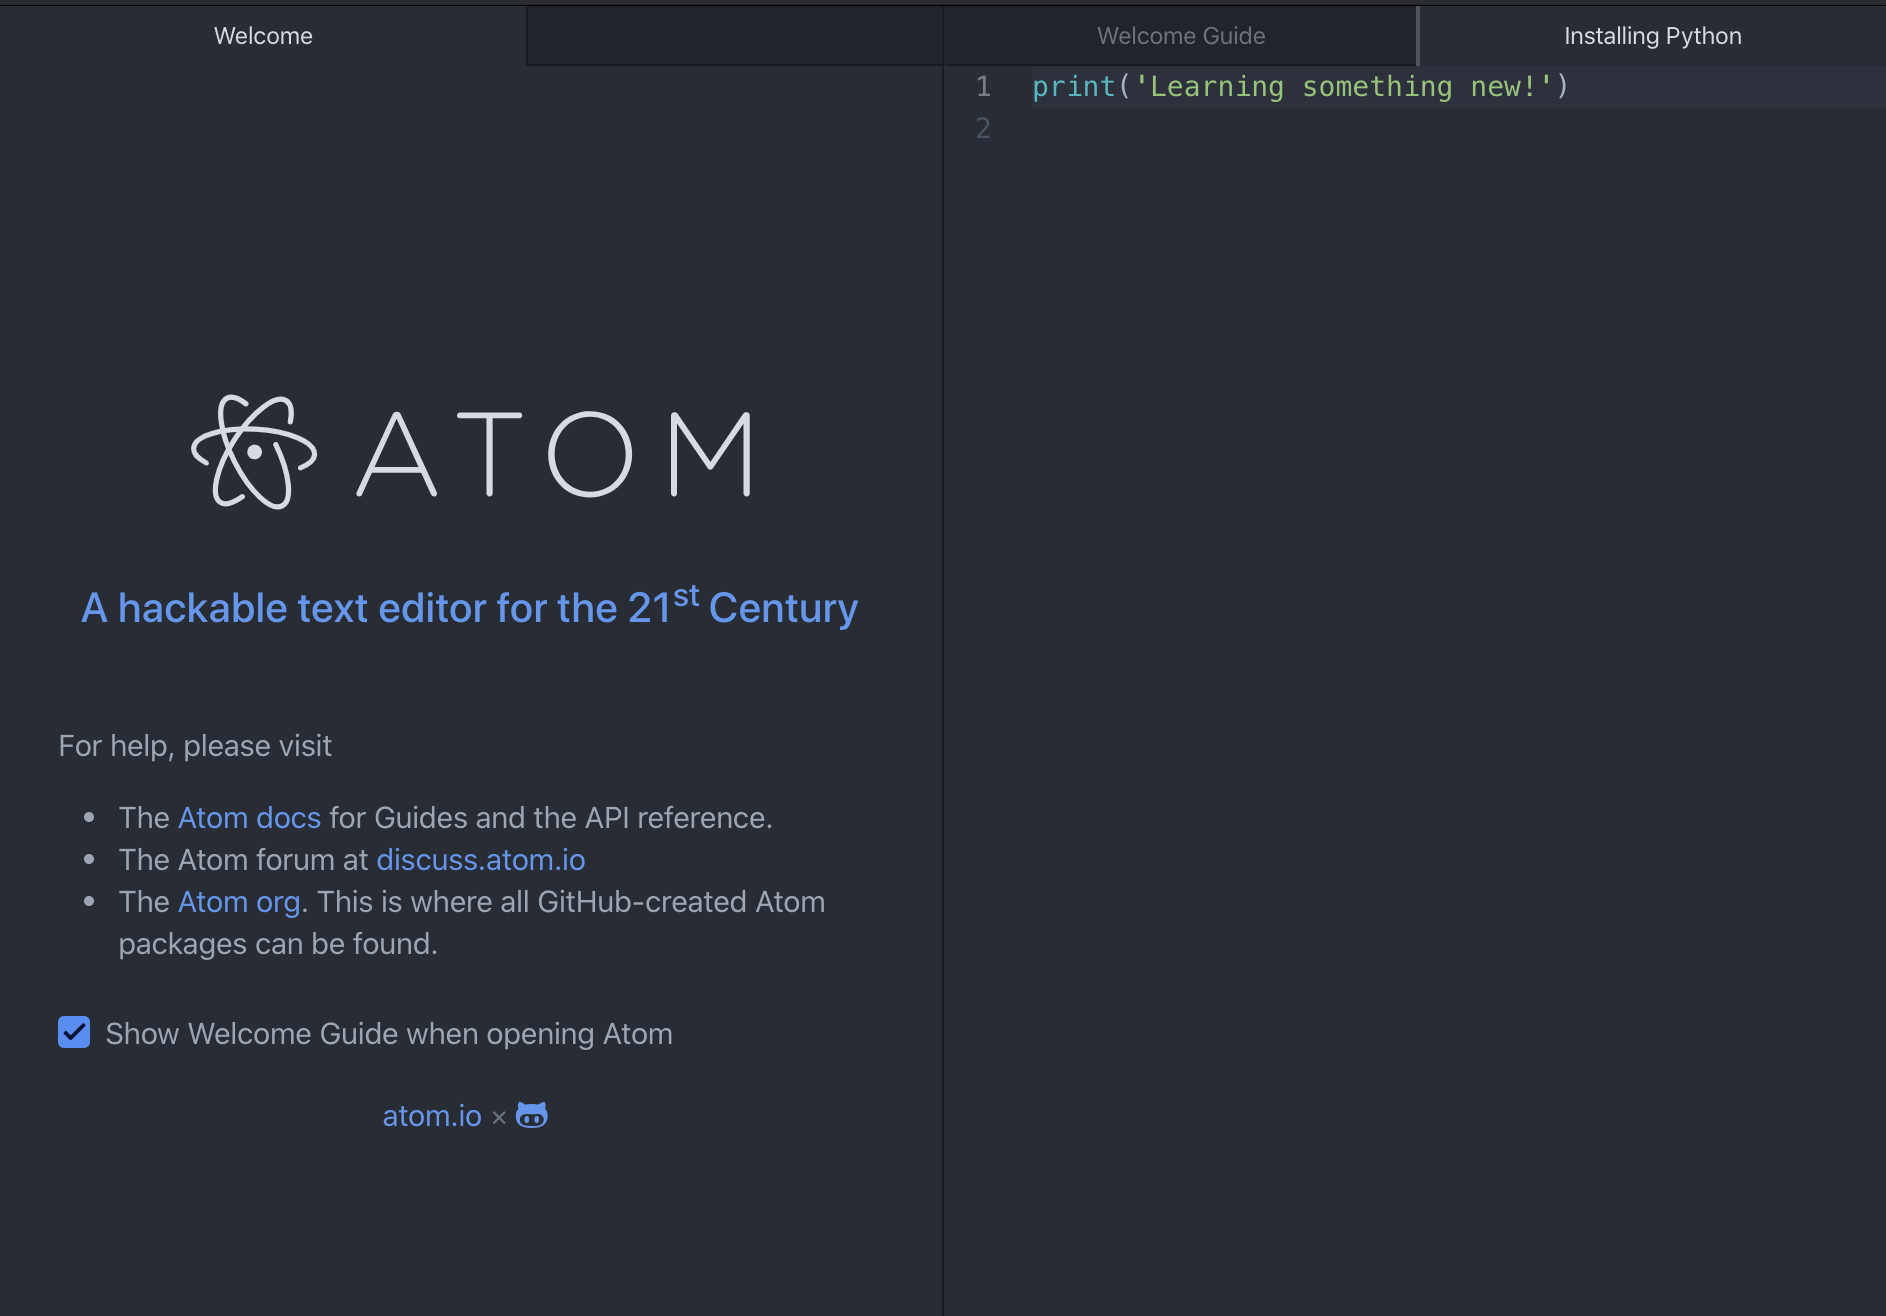 Welcome
Welcome Guide
Installing Python
1 print('Learning something new!')
2
ATOM
A hackable text editor for the 21st Century
For help, please visit
• The Atom docs for Guides and the API reference.
• The Atom forum at discuss.atom.io
• The Atom org. This is where all GitHub-created Atom
packages can be found.
Show Welcome Guide when opening Atom
atom.io ×